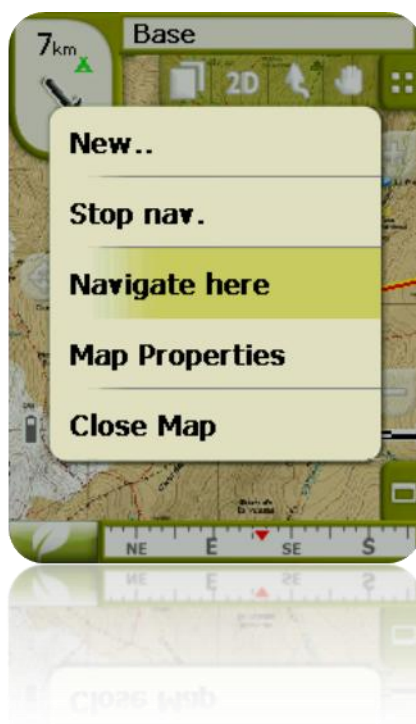 7km
Base
2D
New..
Stop nav.
Navigate here
Map Properties
Close Map
NE E SE S